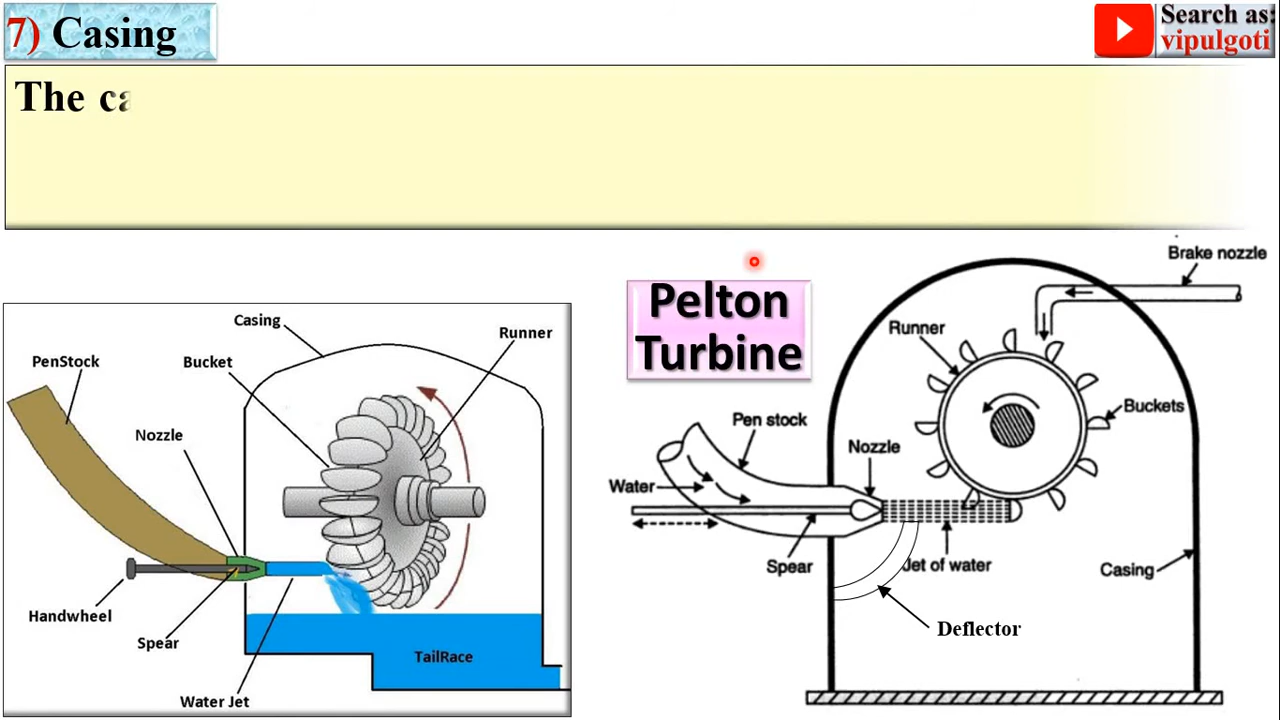 7) Casing
Search as:
vipulgoti
The ca
Pelton
Turbine
Casing
Runner
PenStock
Bucket
Nozzle
Handwheel
Spear
TailRace
Water Jet
Brake nozzle
Runner
Buckets
Pen stock
Nozzle
Water
Spear
Jet of water
Casing
Deflector